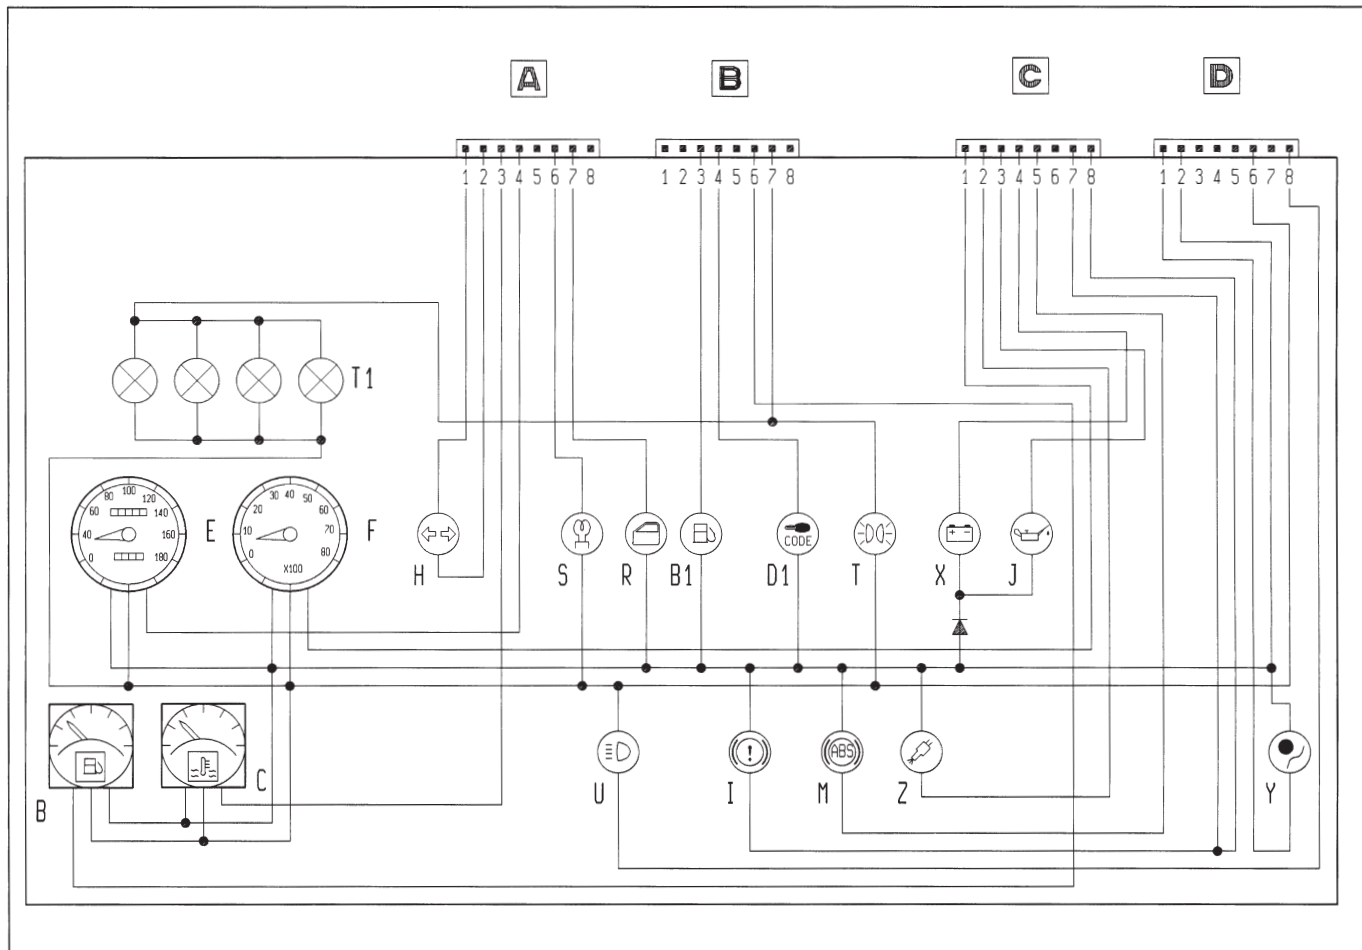 A B C D
1 2 3 4 5 6 7 8 1 2 3 4 5 6 7 8 1 2 3 4 5 6 7 8 1 2 3 4 5 6 7 8
T1
0 40 60 80 100 120 140 160 180
E
0 10 20 30 40 50 60 70 80
X100
F
CODE
H S R B1 D1 T X J
ABS
!
B C U I M Z Y